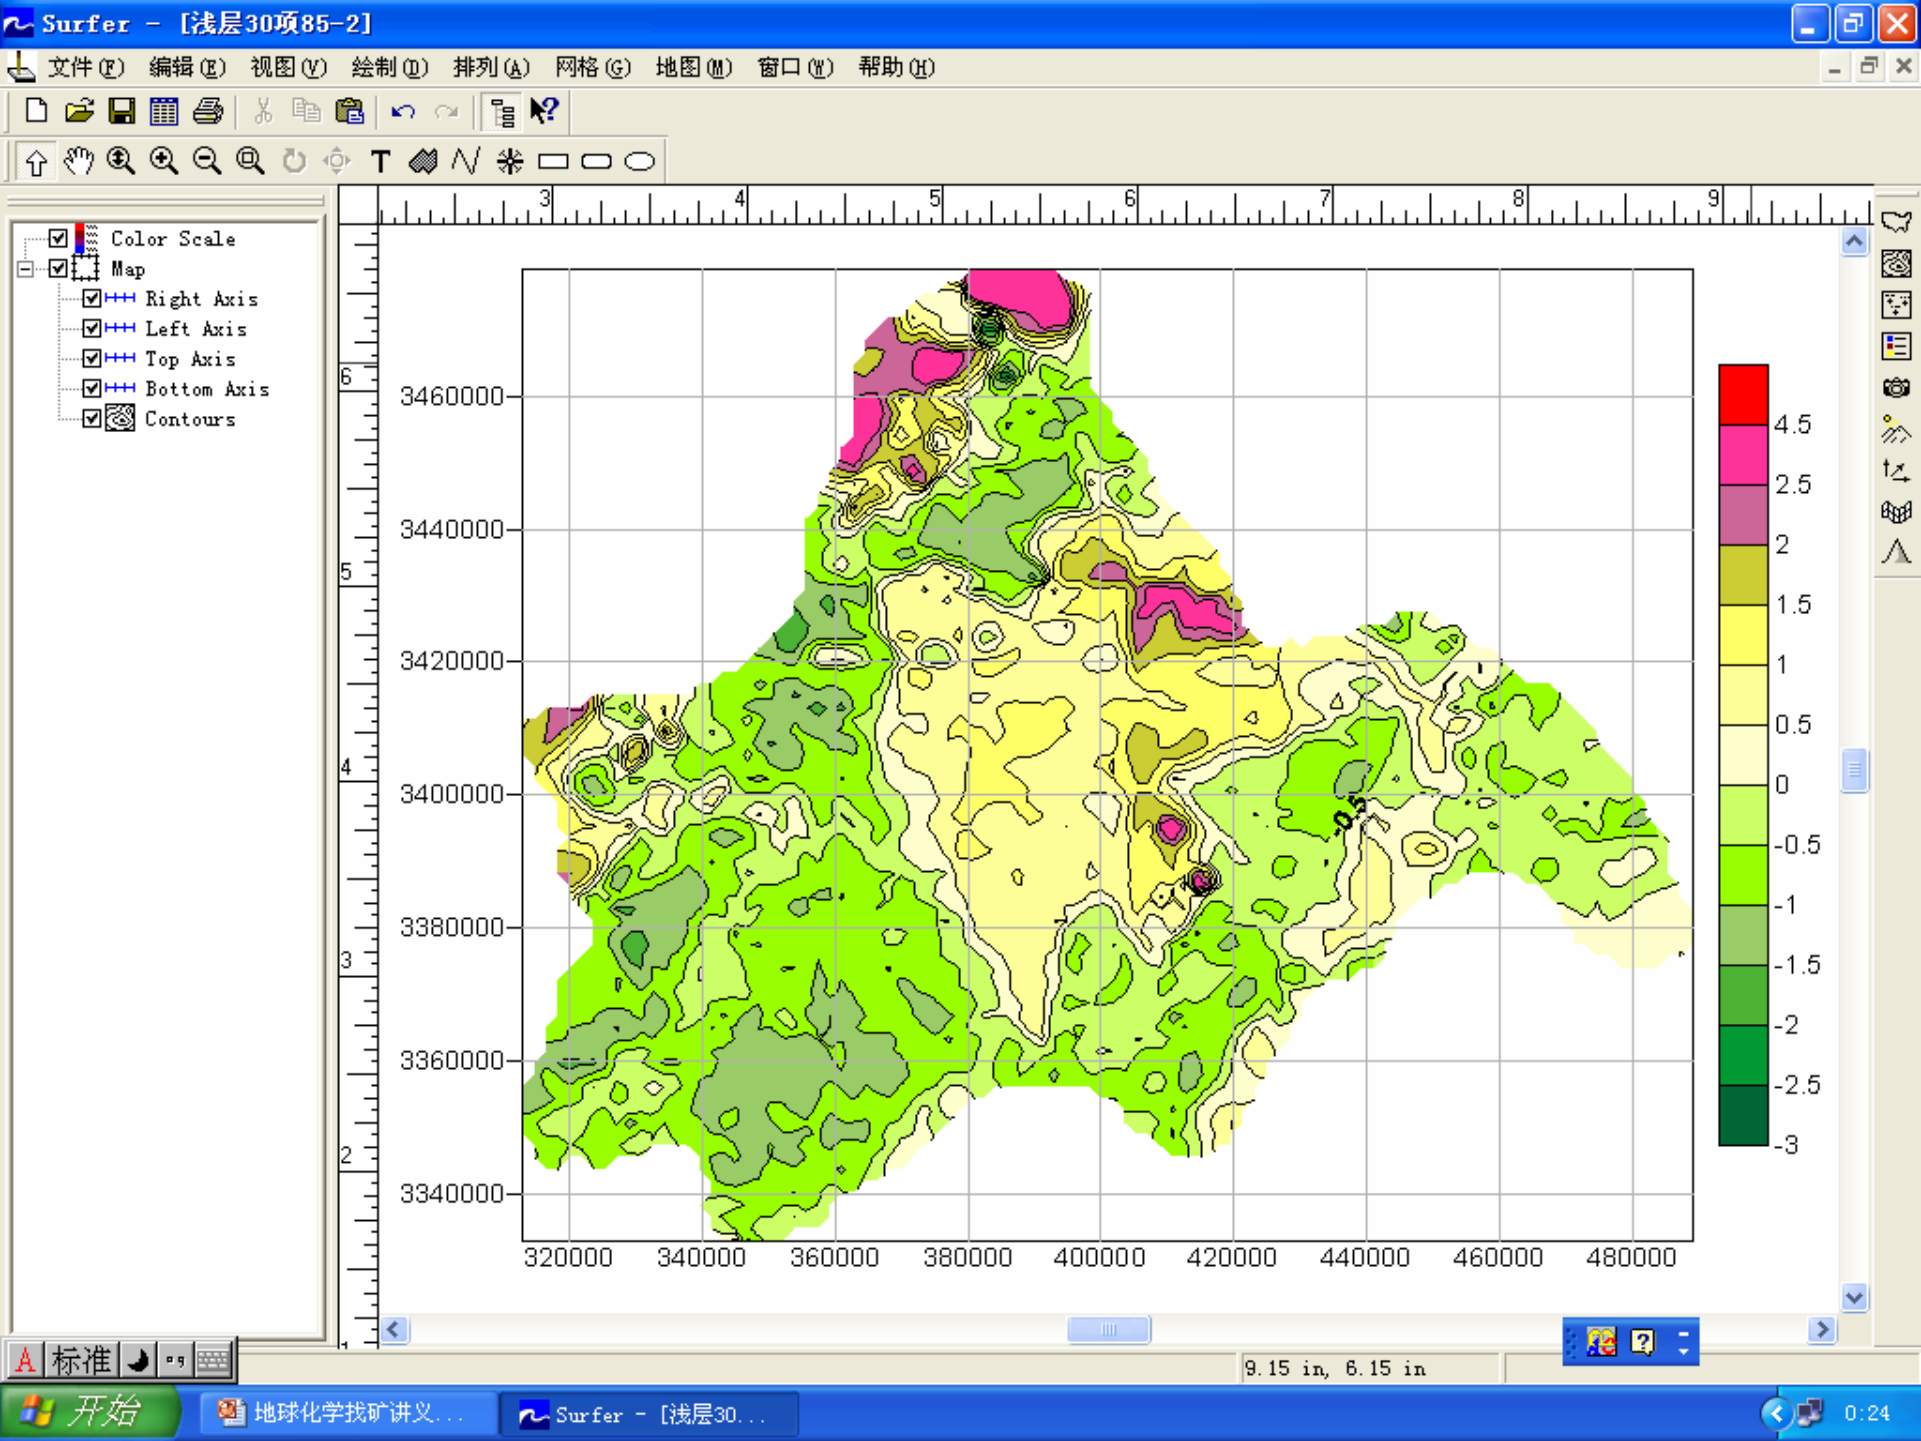 Surfer - [浅层30项85-2]
文件(F) 编辑(E) 视图(V) 绘制(D) 排列(A) 网格(G) 地图(M) 窗口(W) 帮助(H)
T
3 4 5 6 7 8 9
Color Scale
Map
Right Axis
Left Axis
Top Axis
Bottom Axis
Contours
6
5
4
3
2
3460000
3440000
3420000
3400000
3380000
3360000
3340000
320000 340000 360000 380000 400000 420000 440000 460000 480000
-0.5
4.5
2.5
2
1.5
1
0.5
0
-0.5
-1
-1.5
-2
-2.5
-3
A 标准
9.15 in, 6.15 in
开始 地球化学找矿讲义... Surfer - [浅层30... 0:24